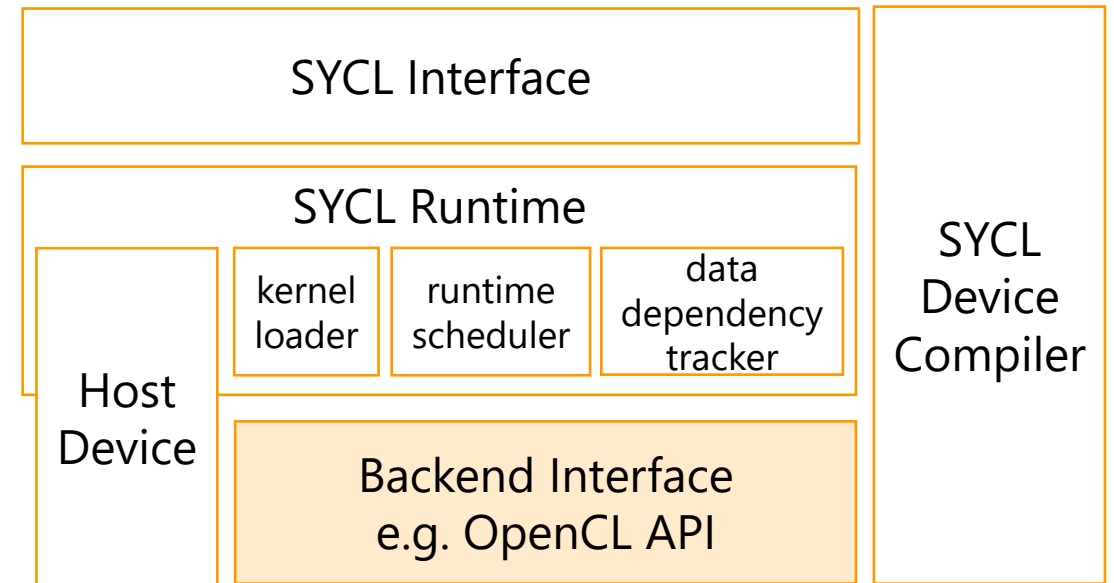 SYCL Interface
SYCL Runtime
kernel
loader
runtime
scheduler
data
dependency
tracker
Host
Device
Backend Interface
e.g. OpenCL API
SYCL
Device
Compiler